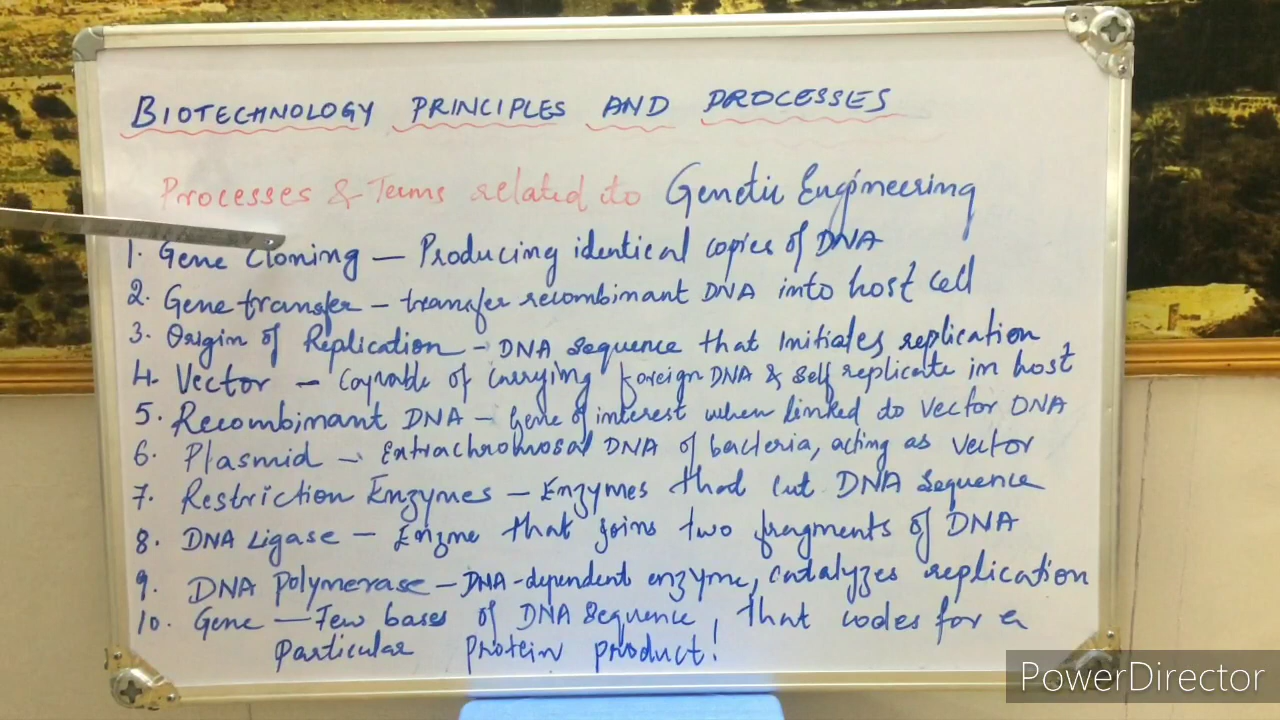 BIOTECHNOLOGY PRINCIPLES AND PROCESSES
Processes & Terms related to Genetic Engineering
1. Gene Cloning — Producing identical copies of DNA
2. Gene transfer – transfer recombinant DNA into host cell
3. Origin of Replication – DNA sequence that initiates replication
4. Vector – Capable of carrying foreign DNA & self replicate in host
5. Recombinant DNA – Gene of interest when linked to vector DNA
6. Plasmid – Extrachromosal DNA of bacteria, acting as vector
7. Restriction Enzymes – Enzymes that cut DNA sequence
8. DNA Ligase – Enzme that joins two fragments of DNA
9. DNA Polymerase – DNA-dependent enzyme, catalyzes replication
10. Gene — Few bases of DNA sequence, that codes for a
particular protein product!
PowerDirector